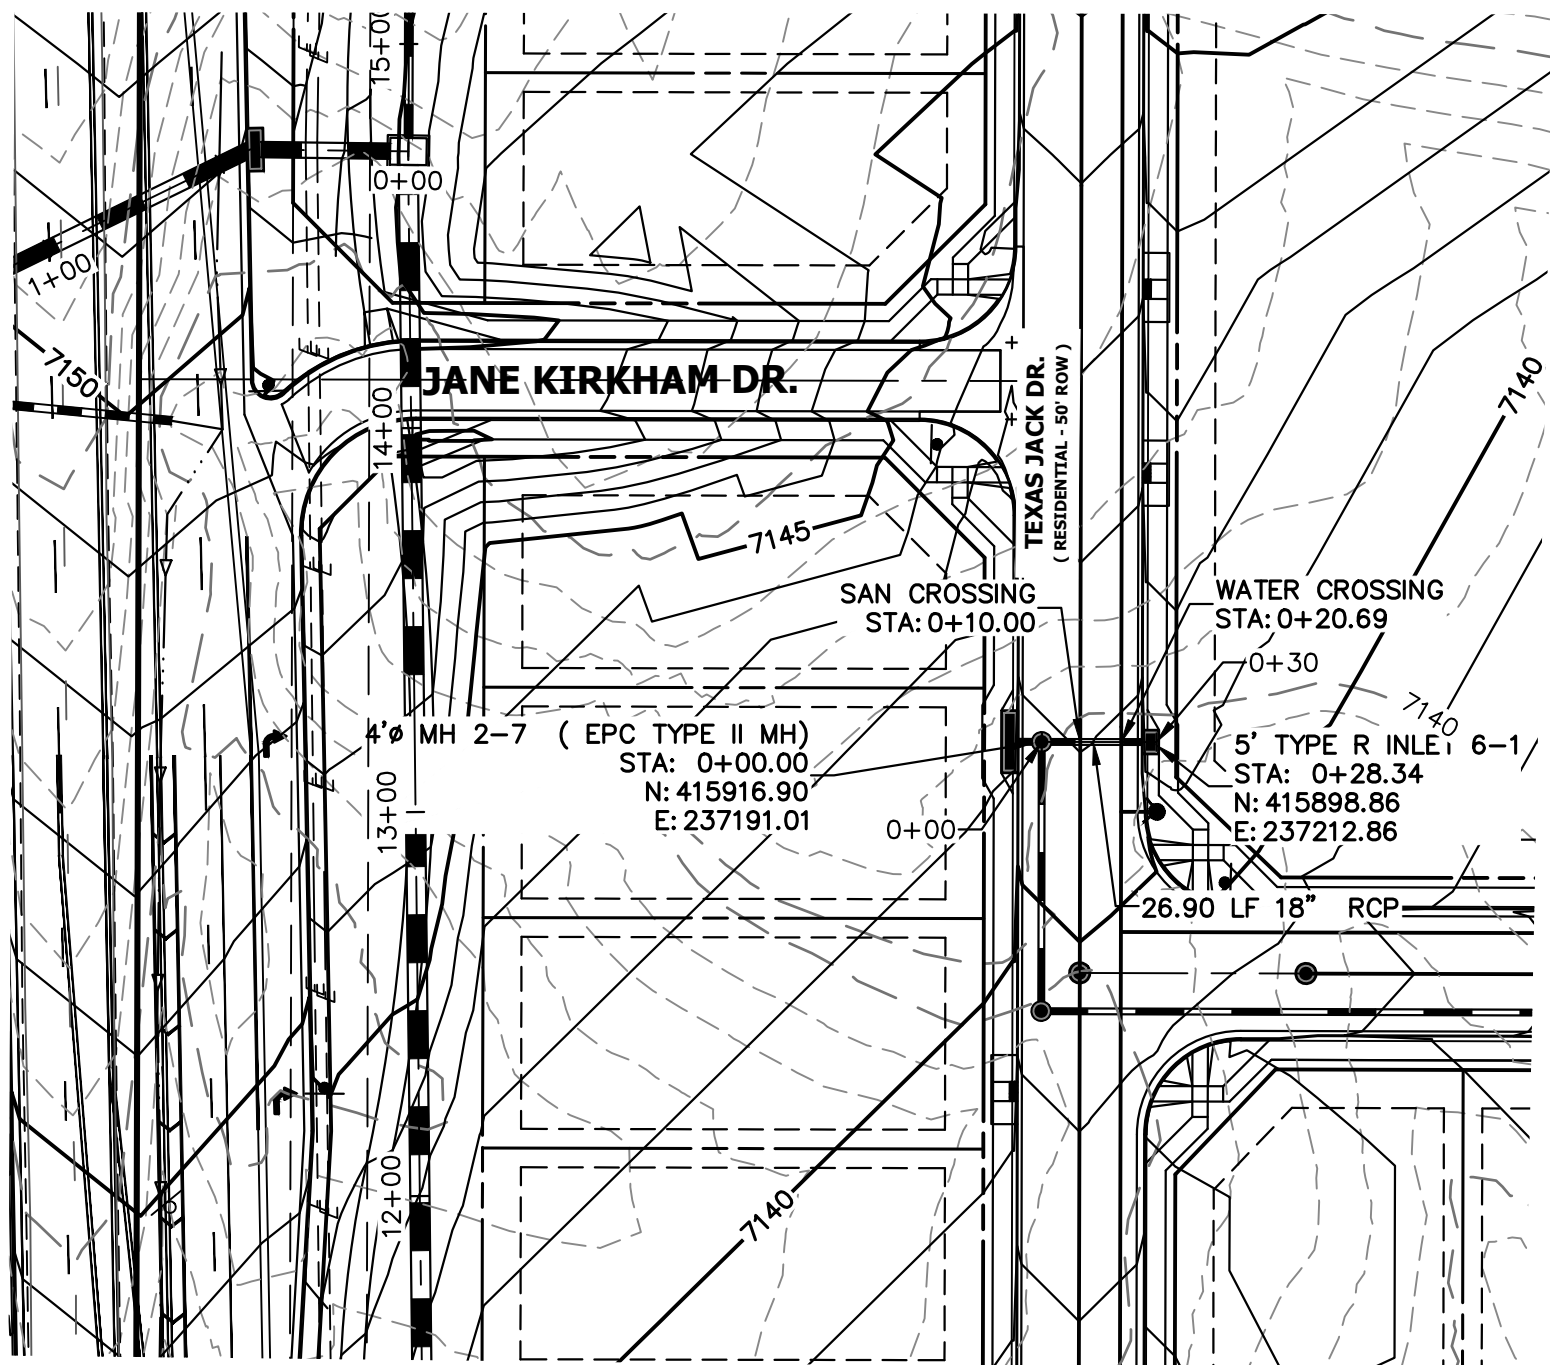 15+00
0+00
1+00
7150
JANE KIRKHAM DR.
14+00
TEXAS JACK DR.
( RESIDENTIAL - 50' ROW )
7140
7145
SAN CROSSING
STA: 0+10.00
WATER CROSSING
STA: 0+20.69
0+30
7140
4'ø MH 2-7 ( EPC TYPE II MH)
STA: 0+00.00
N: 415916.90
E: 237191.01
5' TYPE R INLET 6-1
STA: 0+28.34
N: 415898.86
E: 237212.86
13+00
0+00
26.90 LF 18" RCP
12+00
7140